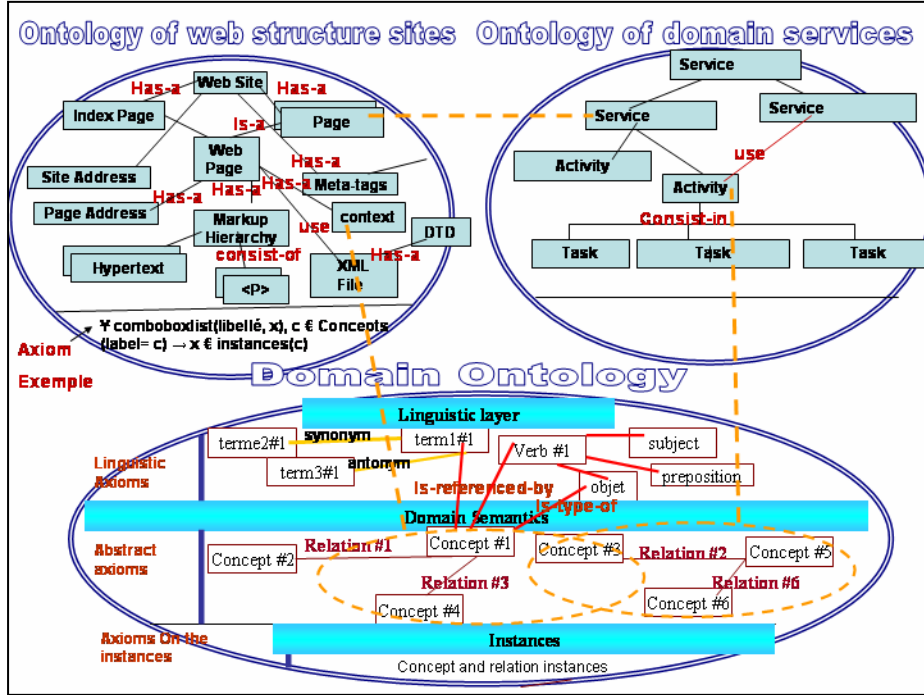 Ontology of web structure sites
Ontology of domain services
Web Site
Has-a
Has-a
Index Page
Is-a
Page
Web
Page
Has-a
Site Address
Has-a
Has-a
Has-a
Meta-tags
Page Address
Markup
Hierarchy
use
context
DTD
Hypertext
consist-of
Has-a
<P>
XML
File
¥ comboboxlist(libellé, x), c € Concepts
(label= c) → x € instances(c)
Axiom
Exemple
Service
Service
Service
use
Activity
Activity
Consist-in
Task
Task
Task
Domain Ontology
Linguistic layer
terme2#1
synonym
term1#1
Verb #1
subject
Linguistic
Axioms
term3#1
antomym
objet
preposition
Is-referenced-by
Is-type-of
Domain Semantics
Abstract
axioms
Concept #2
Relation #1
Concept #1
Concept #3
Relation #2
Concept #5
Relation #3
Relation #6
Concept #4
Concept #6
Axioms On the
instances
Instances
Concept and relation instances